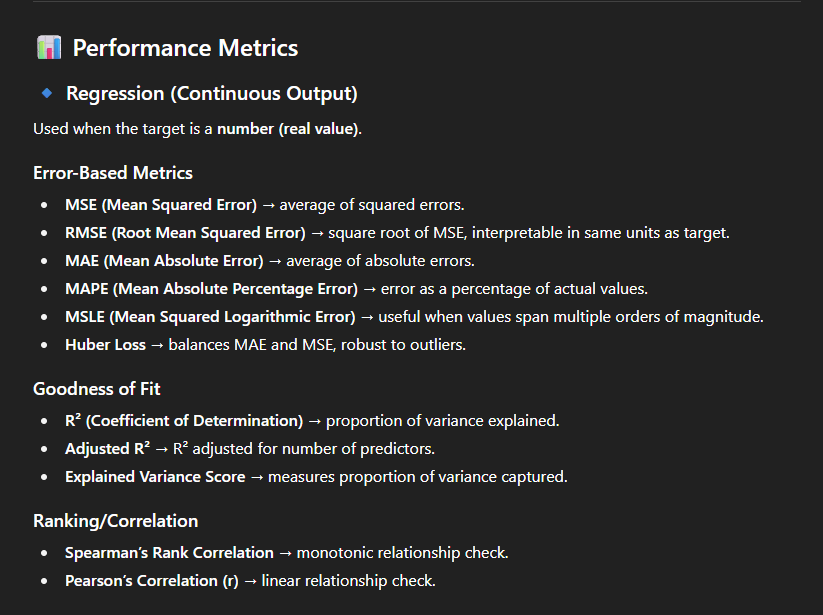 Performance Metrics
Regression (Continuous Output)
Used when the target is a number (real value).
Error-Based Metrics
• MSE (Mean Squared Error) → average of squared errors.
• RMSE (Root Mean Squared Error) → square root of MSE, interpretable in same units as target.
• MAE (Mean Absolute Error) → average of absolute errors.
• MAPE (Mean Absolute Percentage Error) → error as a percentage of actual values.
• MSLE (Mean Squared Logarithmic Error) → useful when values span multiple orders of magnitude.
• Huber Loss → balances MAE and MSE, robust to outliers.
Goodness of Fit
• R² (Coefficient of Determination) → proportion of variance explained.
• Adjusted R² → R² adjusted for number of predictors.
• Explained Variance Score → measures proportion of variance captured.
Ranking/Correlation
• Spearman’s Rank Correlation → monotonic relationship check.
• Pearson’s Correlation (r) → linear relationship check.